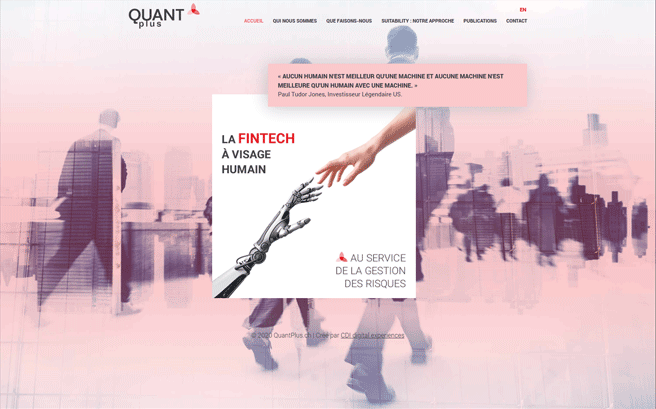 QUANT
plus
EN
ACCUEIL QUI NOUS SOMMES QUE FAISONS-NOUS SUITABILITY : NOTRE APPROCHE PUBLICATIONS CONTACT
« AUCUN HUMAIN N'EST MEILLEUR QU'UNE MACHINE ET AUCUNE MACHINE N'EST
MEILLEURE QU'UN HUMAIN AVEC UNE MACHINE. »
Paul Tudor Jones, Investisseur Légendaire US.
LA FINTECH
À VISAGE
HUMAIN
AU SERVICE
DE LA GESTION
DES RISQUES
© 2020 QuantPlus.ch | Créé par CDI digital experiences